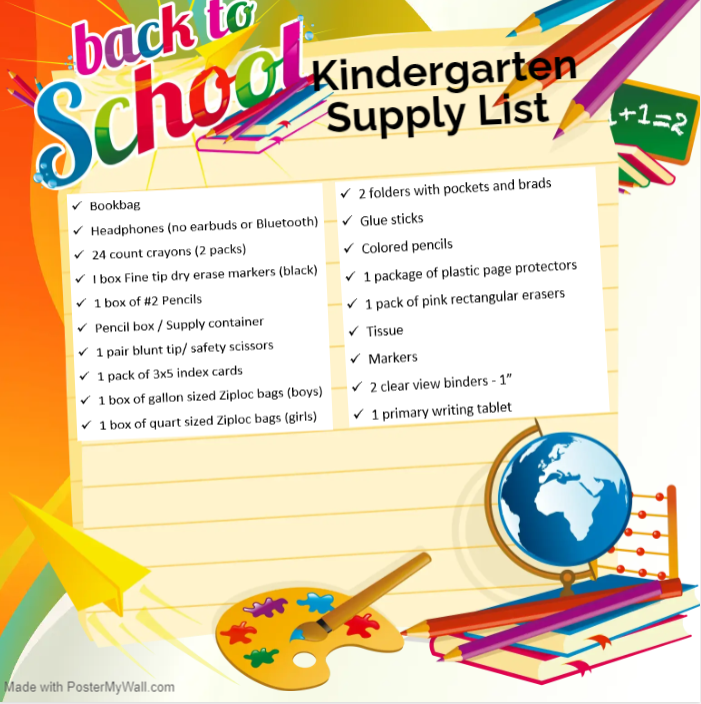 back to
School
Kindergarten
Supply List
+1=2
✓ Bookbag
✓ Headphones (no earbuds or Bluetooth)
✓ 24 count crayons (2 packs)
✓ I box Fine tip dry erase markers (black)
✓ 1 box of #2 Pencils
✓ Pencil box / Supply container
✓ 1 pair blunt tip/ safety scissors
✓ 1 pack of 3x5 index cards
✓ 1 box of gallon sized Ziploc bags (boys)
✓ 1 box of quart sized Ziploc bags (girls)
✓ 2 folders with pockets and brads
✓ Glue sticks
✓ Colored pencils
✓ 1 package of plastic page protectors
✓ 1 pack of pink rectangular erasers
✓ Tissue
✓ Markers
✓ 2 clear view binders - 1”
✓ 1 primary writing tablet
Made with PosterMyWall.com